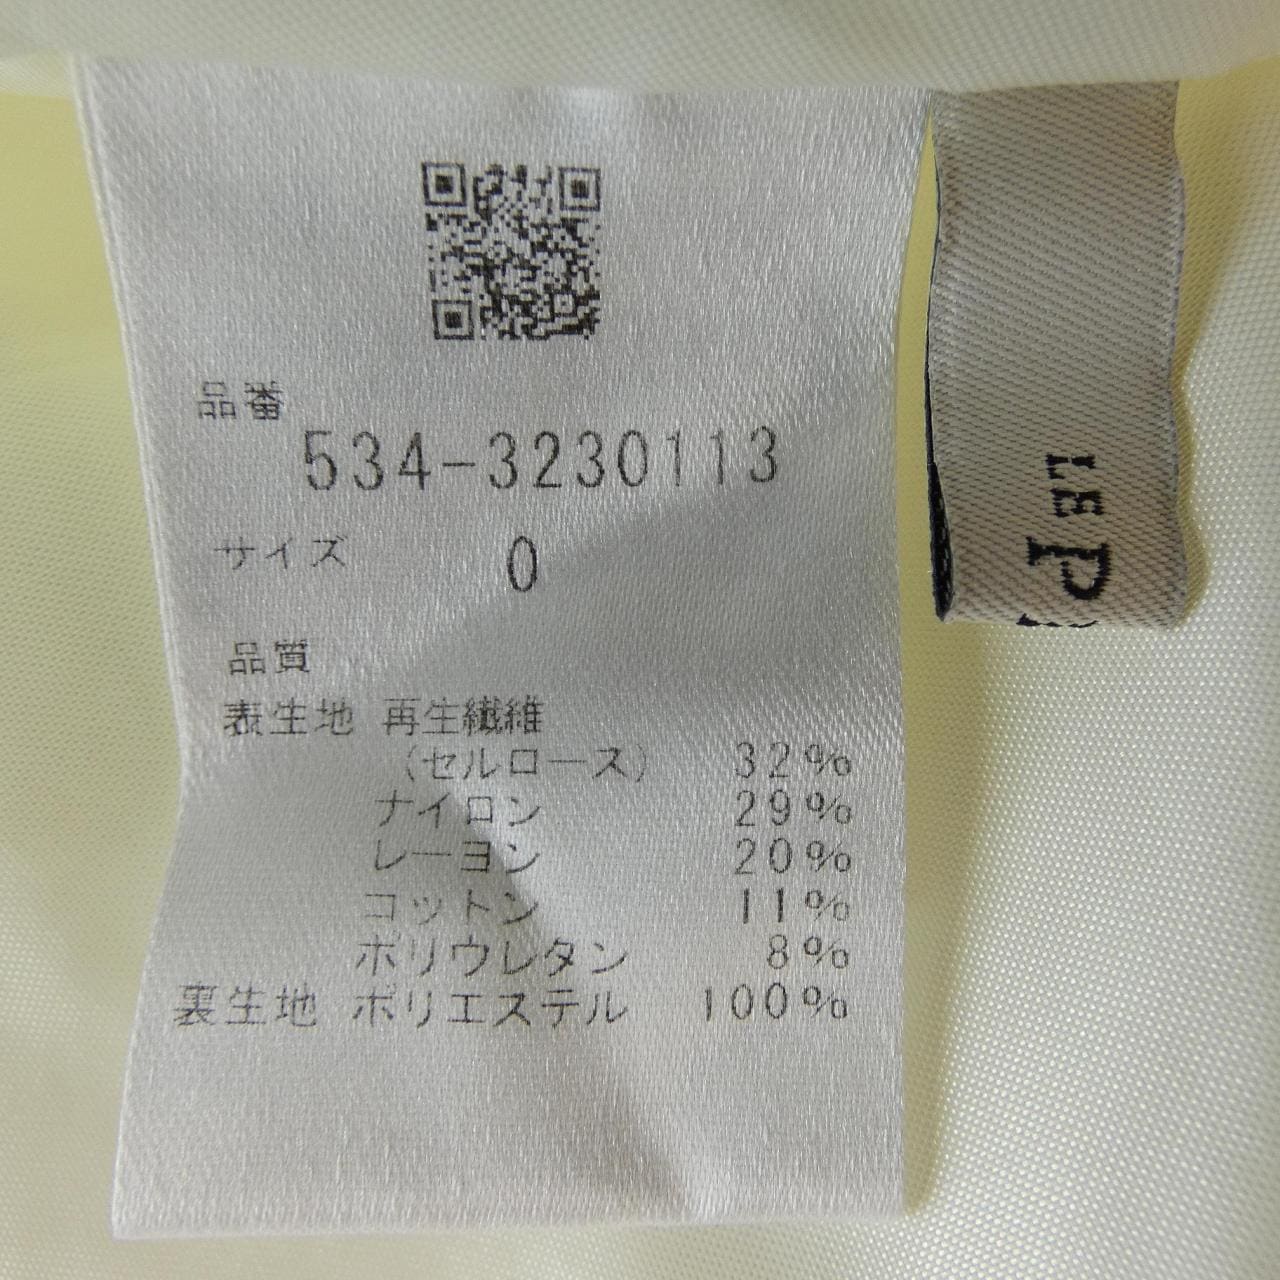 品番
534-3230113
サイズ 0
品質
表生地 再生繊維
(セルロース) 32%
ナイロン 29%
レーヨン 20%
コットン 11%
ポリウレタン 8%
裏生地 ポリエステル 100%
LE